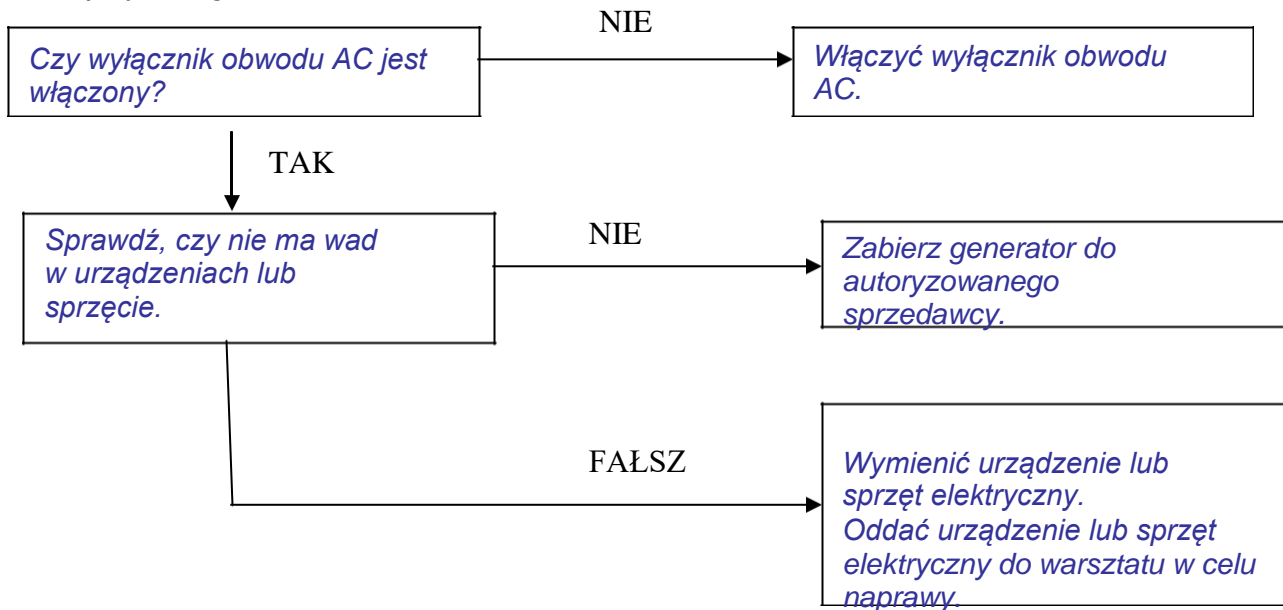 NIE
Czy wyłącznik obwodu AC jest
włączony?
Włączyć wyłącznik obwodu
AC.
TAK
Sprawdź, czy nie ma wad
w urządzeniach lub
sprzęcie.
NIE
Zabierz generator do
autoryzowanego
sprzedawcy.
FAŁSZ
Wymienić urządzenie lub
sprzęt elektryczny.
Oddać urządzenie lub sprzęt
elektryczny do warsztatu w celu
naprawy.